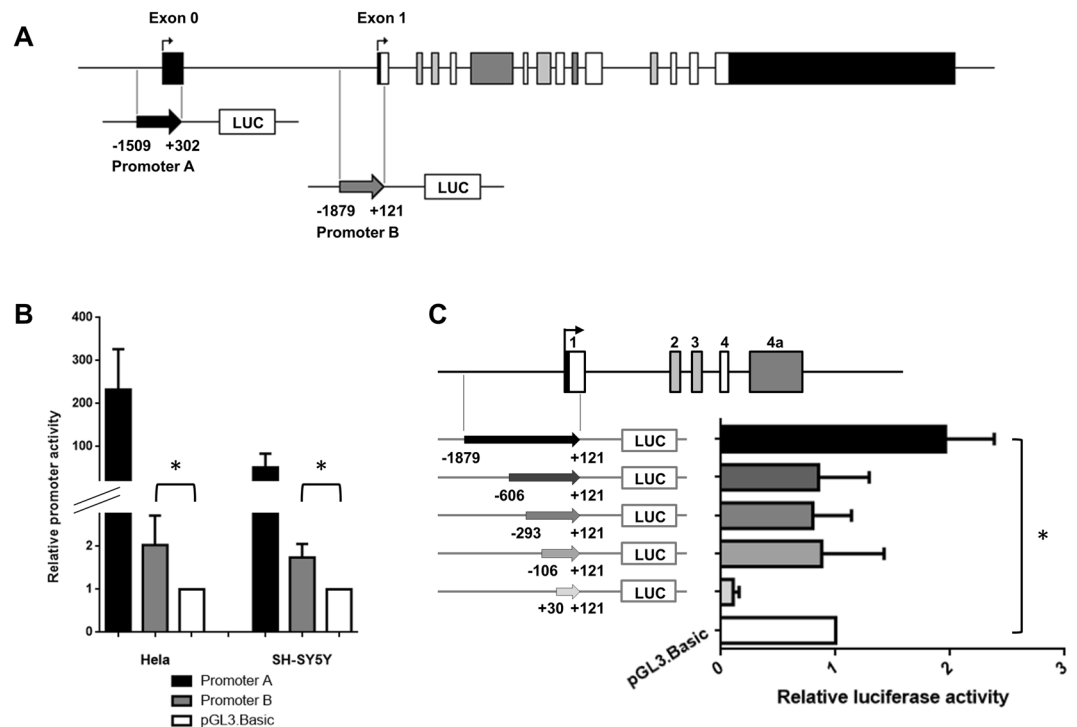 A
Exon 0
Exon 1
LUC
-1509 +302
Promoter A
LUC
-1879 +121
Promoter B
B
Relative promoter activity
400
300
200
100
2
1
0
*
*
Hela
SH-SY5Y
Promoter A
Promoter B
pGL3.Basic
C
1 2 3 4 4a
LUC
-1879 +121
LUC
-606 +121
LUC
-293 +121
LUC
-106 +121
LUC
+30 +121
pGL3.Basic
*
0 1 2 3
Relative luciferase activity